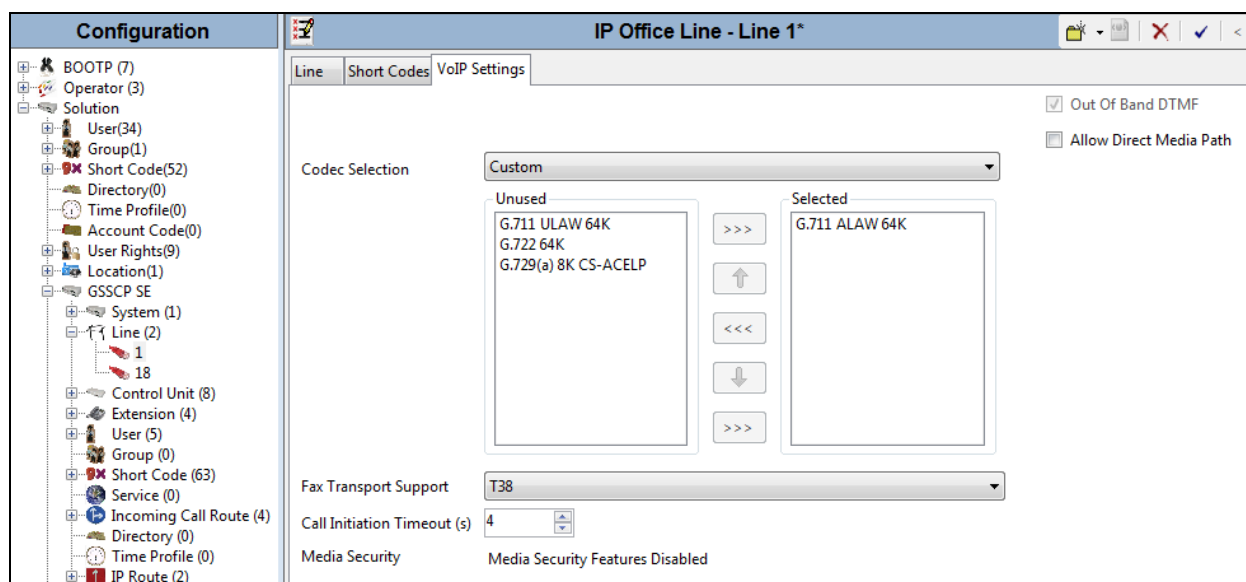 Configuration
BOOTP (7)
Operator (3)
Solution
User(34)
Group(1)
Short Code(52)
Directory(0)
Time Profile(0)
Account Code(0)
User Rights(9)
Location(1)
GSSCP SE
System (1)
Line (2)
1
18
Control Unit (8)
Extension (4)
User (5)
Group (0)
Short Code (63)
Service (0)
Incoming Call Route (4)
Directory (0)
Time Profile (0)
IP Route (2)
IP Office Line - Line 1*
Line Short Codes VoIP Settings
Out Of Band DTMF
Allow Direct Media Path
Codec Selection Custom
Unused
G.711 ULAW 64K
G.722 64K
G.729(a) 8K CS-ACELP
>>>
<<<
>>>
Selected
G.711 ALAW 64K
Fax Transport Support T38
Call Initiation Timeout (s) 4
Media Security Media Security Features Disabled